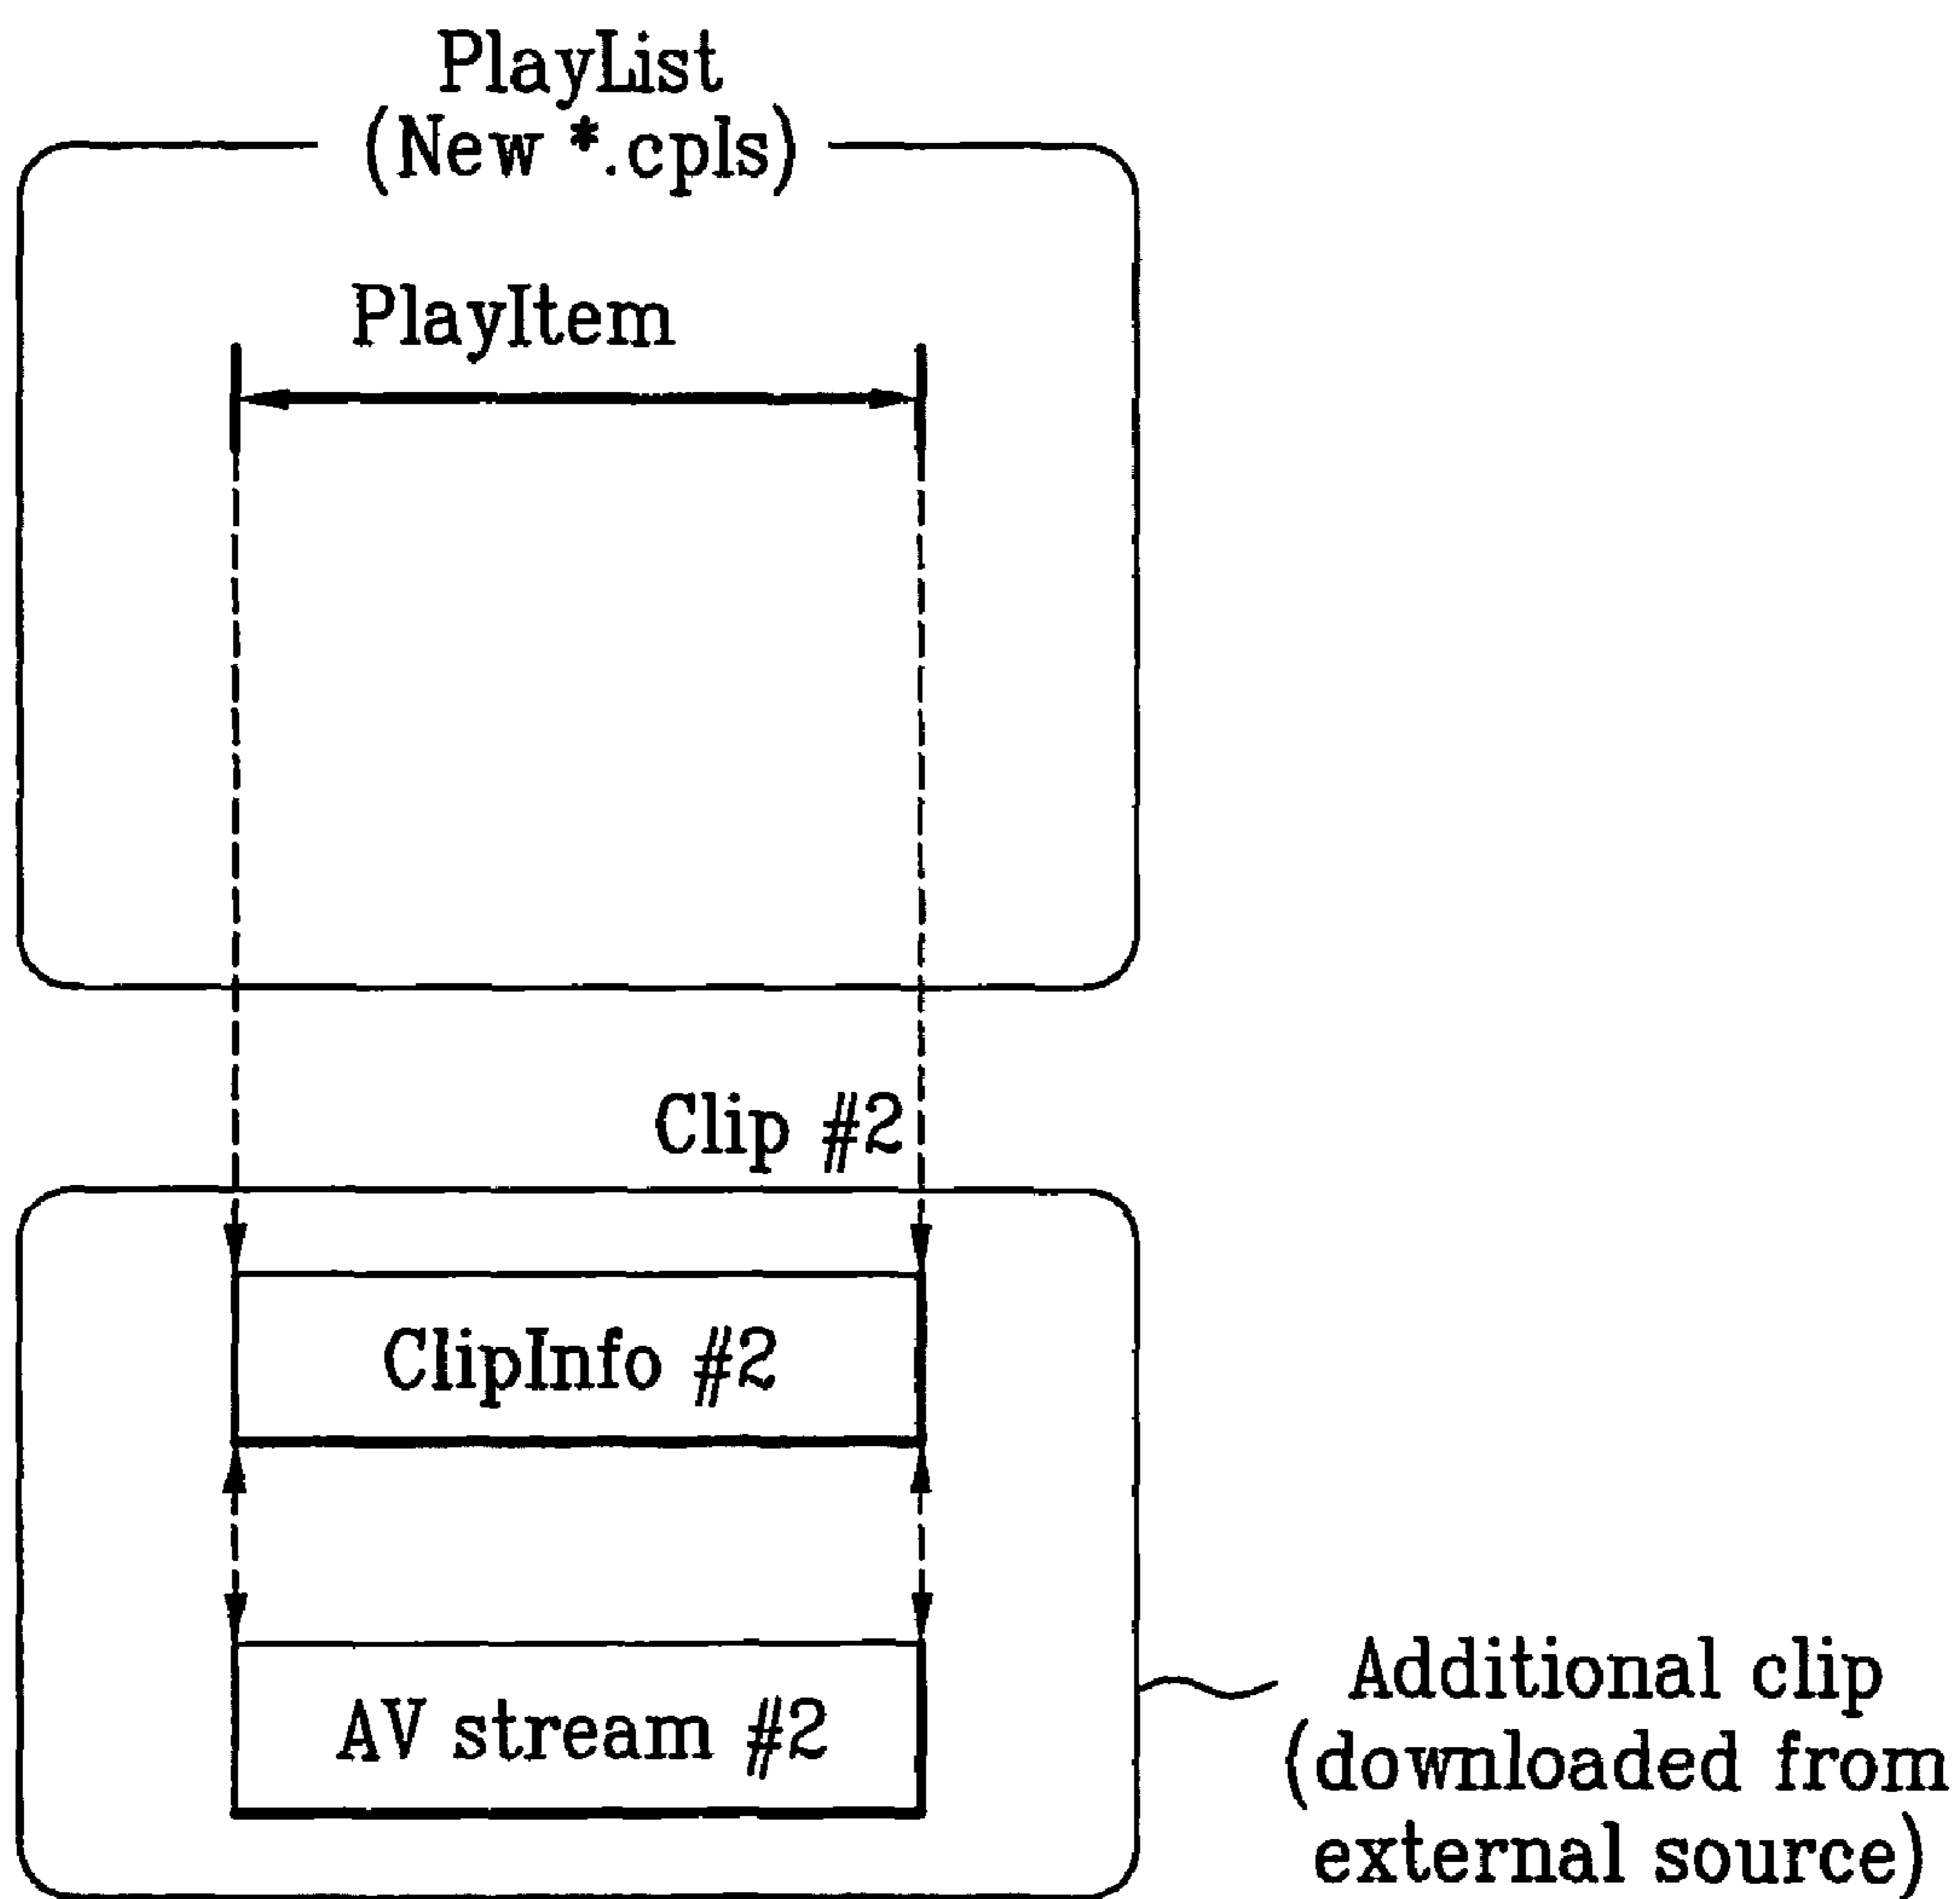 PlayList
(New *.cpls)
PlayItem
Clip #2
ClipInfo #2
AV stream #2
Additional clip
(downloaded from
external source)